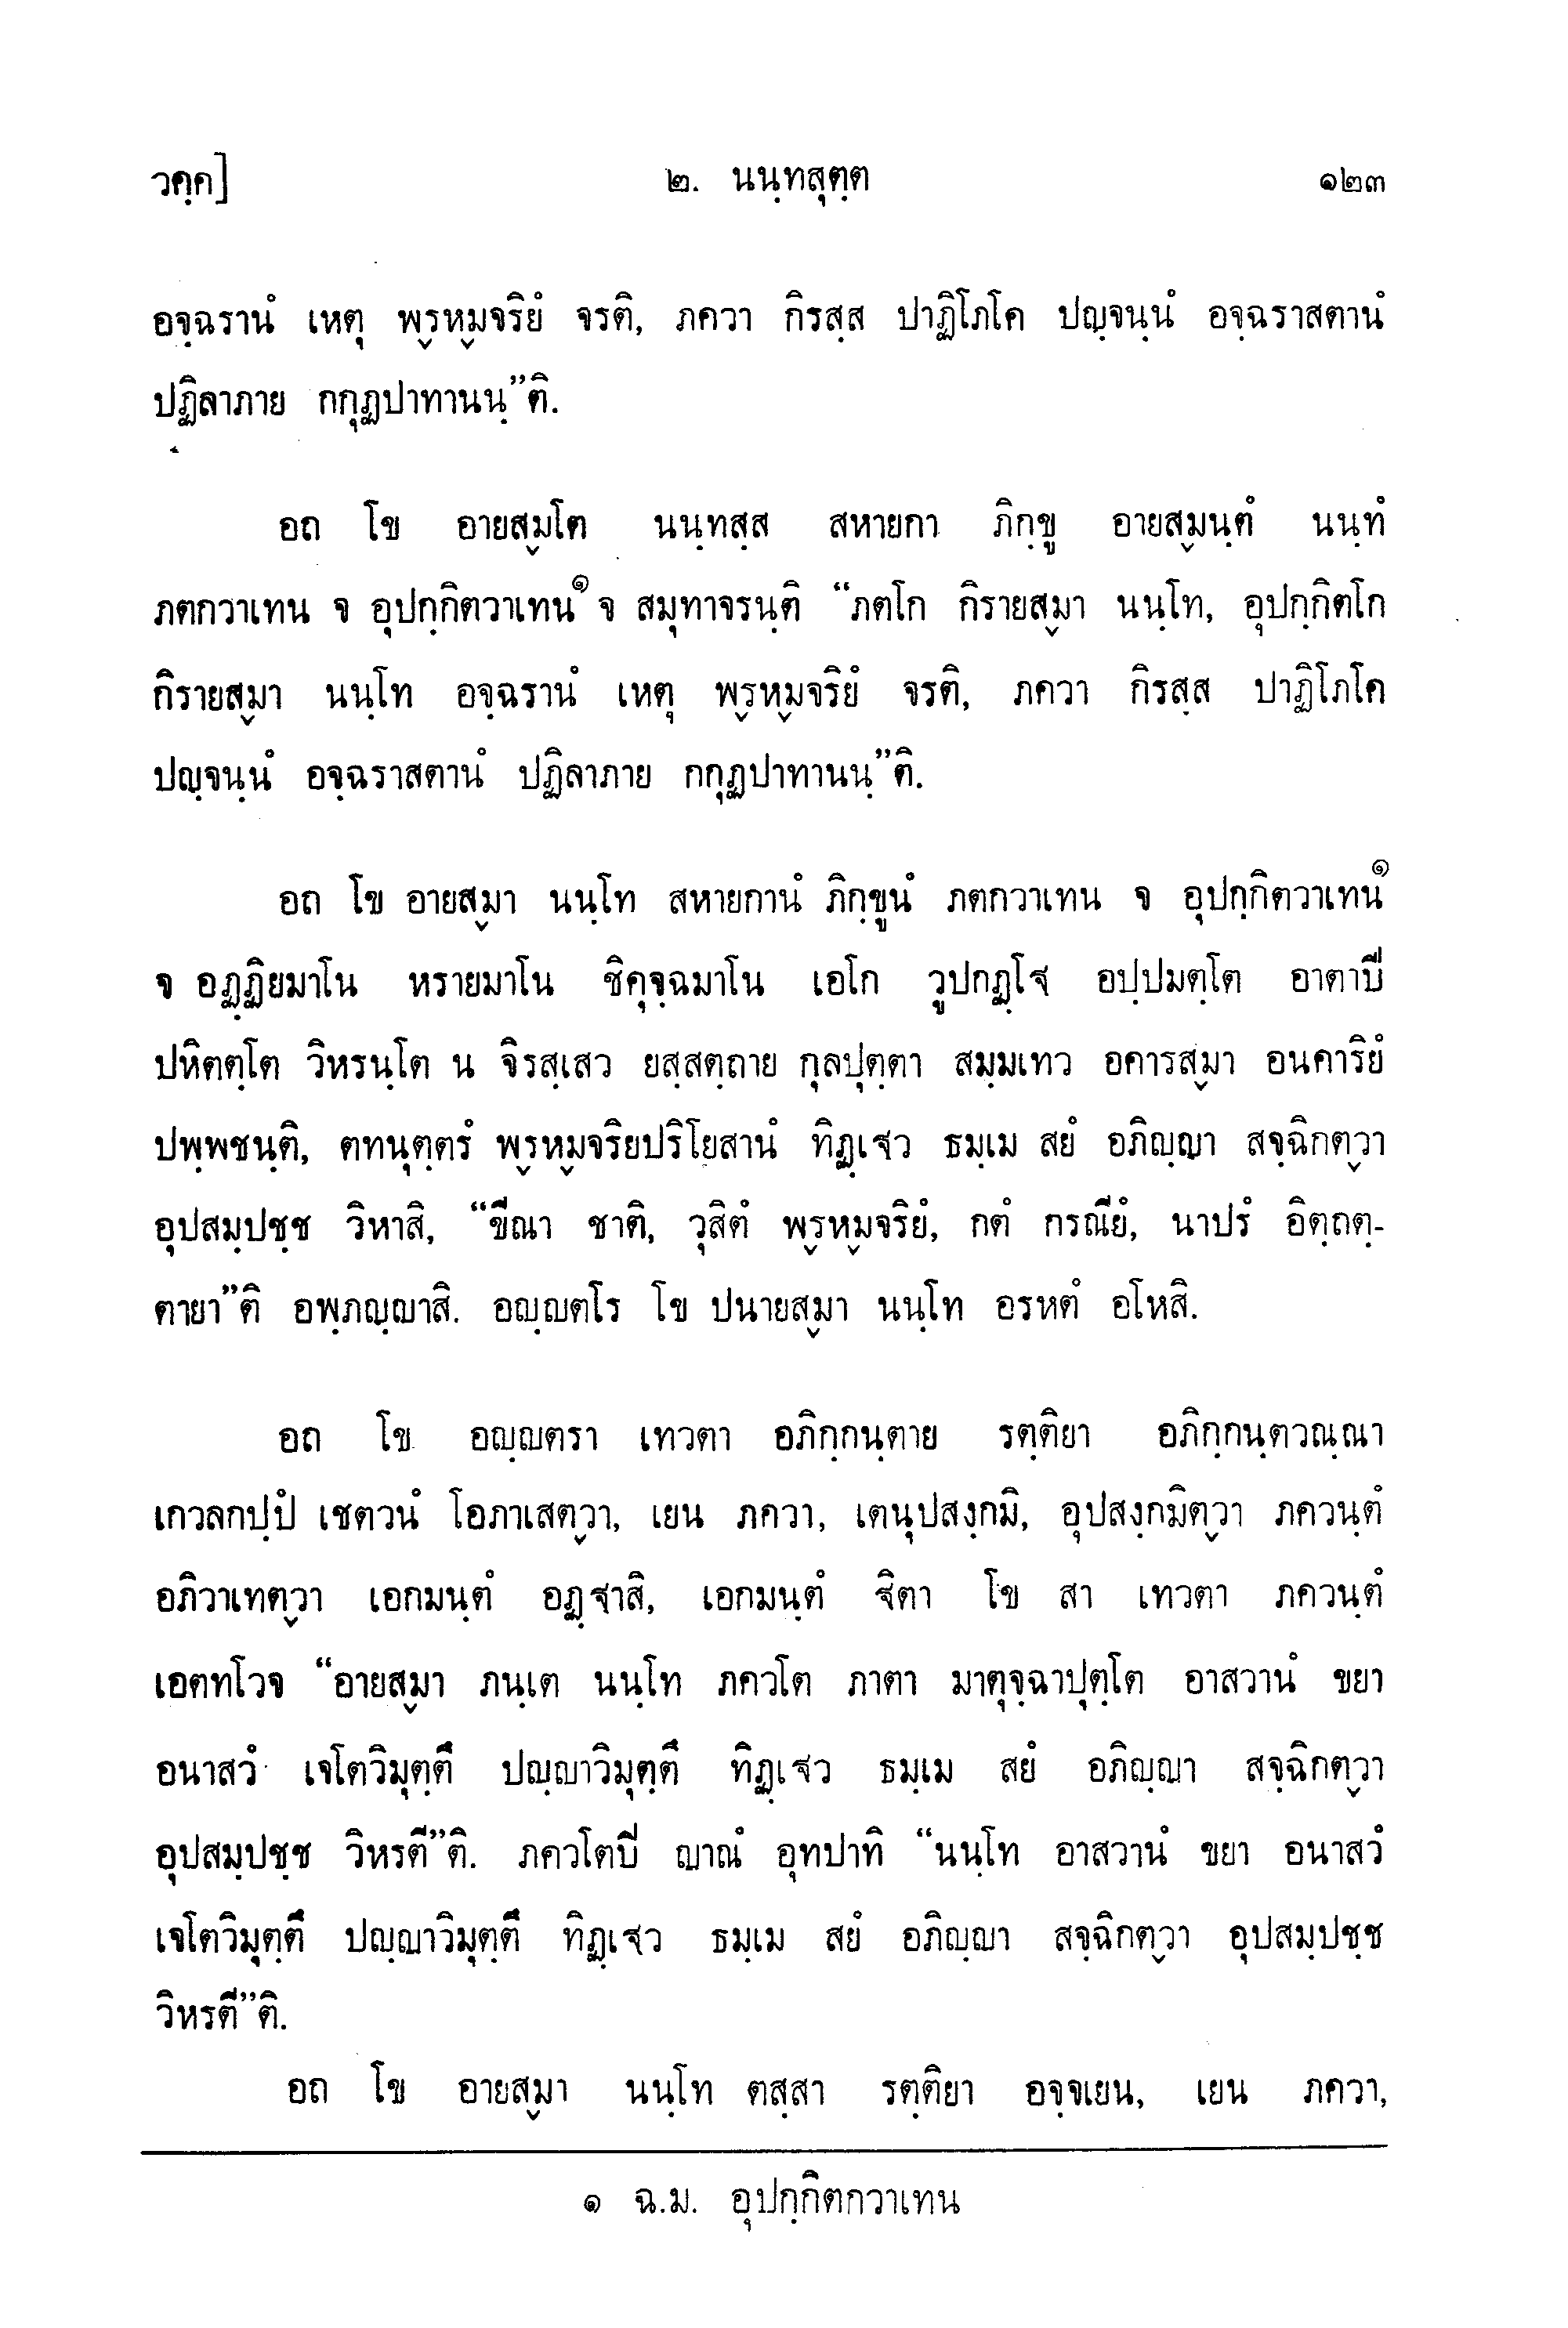 วคฺค] ๒. นนฺทสุตฺต ๑๒๓
อจฺฉรานํ เหตุ พฺรหฺมจริยํ จรติ, ภควา กิรสฺส ปาฏิโภโค ปญฺจนฺนํ อจฺฉราสตานํ
ปฏิลาภาย กกุฏปาทานนฺ”ติ.
อถ โข อายสฺมโต นนฺทสฺส สหายกา ภิกฺขู อายสฺมนฺตํ นนฺทํ
ภตกวาเทน จ อุปกฺกิตวาเทน๑ จ สมุทาจรนฺติ “ภตโก กิรายสฺมา นนฺโท, อุปกฺกิตโก
กิรายสฺมา นนฺโท อจฺฉรานํ เหตุ พฺรหฺมจริยํ จรติ, ภควา กิรสฺส ปาฏิโภโค
ปญฺจนฺนํ อจฺฉราสตานํ ปฏิลาภาย กกุฏปาทานนฺ”ติ.
อถ โข อายสฺมา นนฺโท สหายกานํ ภิกฺขูนํ ภตกวาเทน จ อุปกฺกิตวาเทน๑
จ อฏฺฏิยมาโน หรายมาโน ชิคุจฺฉมาโน เอโก วูปกฏฺโฐ อปฺปมตฺโต อาตาปี
ปหิตตฺโต วิหรนฺโต น จิรสฺเสว ยสฺสตฺถาย กุลปุตฺตา สมฺมเทว อคารสฺมา อนคาริยํ
ปพฺพชนฺติ, ตทนุตฺตรํ พฺรหฺมจริยปริโยสานํ ทิฏฺเฐว ธมฺเม สยํ อภิญฺญา สจฺฉิกตฺวา
อุปสมฺปชฺช วิหาสิ, “ขีณา ชาติ, วุสิตํ พฺรหฺมจริยํ, กตํ กรณียํ, นาปรํ อิตฺถตฺ-
ตายา”ติ อพฺภญฺญาสิ. อญฺญตโร โข ปนายสฺมา นนฺโท อรหตํ อโหสิ.
อถ โข อญฺญตรา เทวตา อภิกฺกนฺตาย รตฺติยา อภิกฺกนฺตวณฺณา
เกวลกปฺปํ เชตวนํ โอภาเสตฺวา, เยน ภควา, เตนุปสงฺกมิ, อุปสงฺกมิตฺวา ภควนฺตํ
อภิวาเทตฺวา เอกมนฺตํ อฏฺฐาสิ, เอกมนฺตํ ฐิตา โข สา เทวตา ภควนฺตํ
เอตทโวจ “อายสฺมา ภนฺเต นนฺโท ภควโต ภาตา มาตุจฺฉาปุตฺโต อาสวานํ ขยา
อนาสวํ เจโตวิมุตฺตึ ปญฺญาวิมุตฺตึ ทิฏฺเฐว ธมฺเม สยํ อภิญฺญา สจฺฉิกตฺวา
อุปสมฺปชฺช วิหรตี”ติ. ภควโตปิ ญาณํ อุทปาทิ “นนฺโท อาสวานํ ขยา อนาสวํ
เจโตวิมุตฺตึ ปญฺญาวิมุตฺตึ ทิฏฺเฐว ธมฺเม สยํ อภิญฺญา สจฺฉิกตฺวา อุปสมฺปชฺช
วิหรตี”ติ.
อถ โข อายสฺมา นนฺโท ตสฺสา รตฺติยา อจฺจเยน, เยน ภควา,
๑ ฉ.ม. อุปกฺกิตกวาเทน